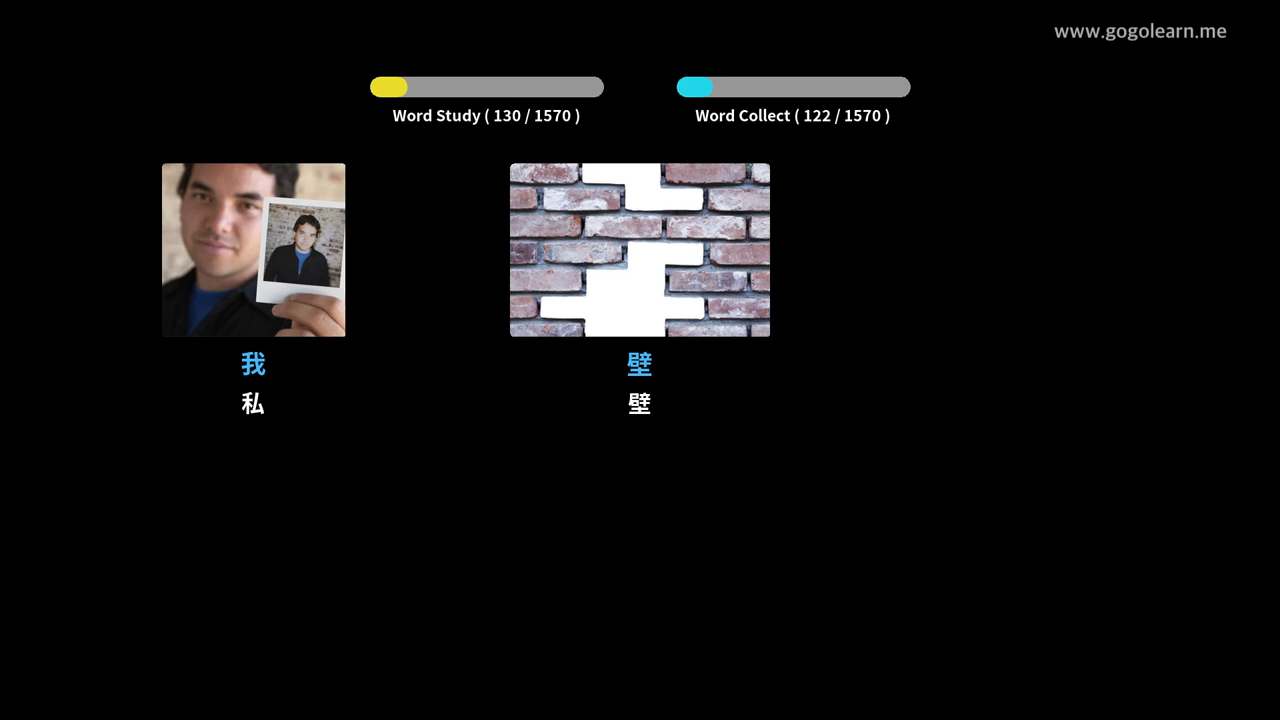 www.gogolearn.me
Word Study ( 130 / 1570 )
Word Collect ( 122 / 1570 )
我
私
壁
壁